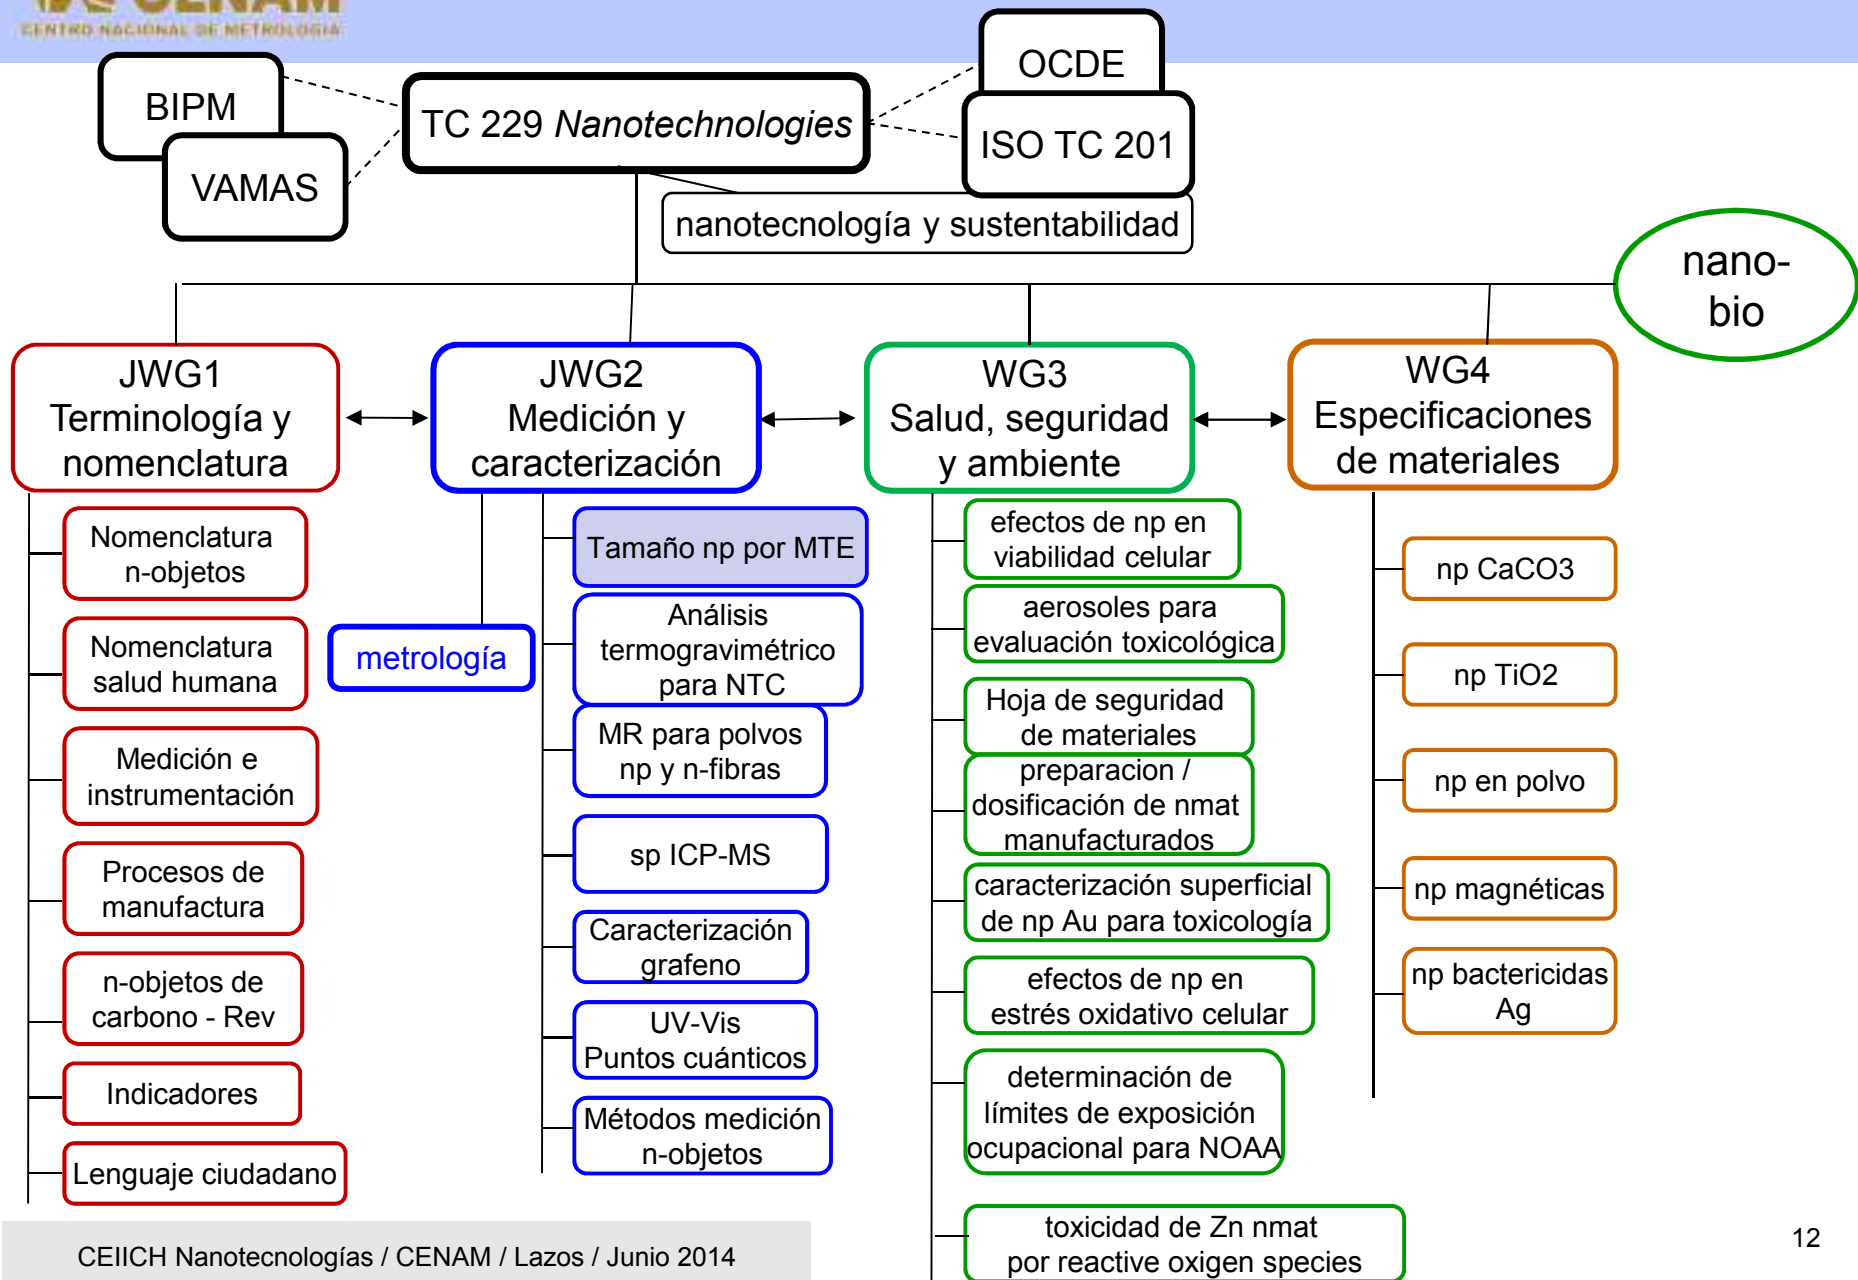 CENAM
CENTRO NACIONAL DE METROLOGIA
BIPM
VAMAS
TC 229 Nanotechnologies
OCDE
ISO TC 201
nanotecnología y sustentabilidad
nano-
bio
JWG1
Terminología y
nomenclatura
JWG2
Medición y
caracterización
WG3
Salud, seguridad
y ambiente
WG4
Especificaciones
de materiales
Nomenclatura
n-objetos
Nomenclatura
salud humana
Medición e
instrumentación
Procesos de
manufactura
n-objetos de
carbono - Rev
Indicadores
Lenguaje ciudadano
metrología
Tamaño np por MTE
Análisis
termogravimétrico
para NTC
MR para polvos
np y n-fibras
sp ICP-MS
Caracterización
grafeno
UV-Vis
Puntos cuánticos
Métodos medición
n-objetos
efectos de np en
viabilidad celular
aerosoles para
evaluación toxicológica
Hoja de seguridad
de materiales
preparacion /
dosificación de nmat
manufacturados
caracterización superficial
de np Au para toxicología
efectos de np en
estrés oxidativo celular
determinación de
límites de exposición
ocupacional para NOAA
toxicidad de Zn nmat
por reactive oxigen species
np CaCO3
np TiO2
np en polvo
np magnéticas
np bactericidas
Ag
CEIICH Nanotecnologías / CENAM / Lazos / Junio 2014
12